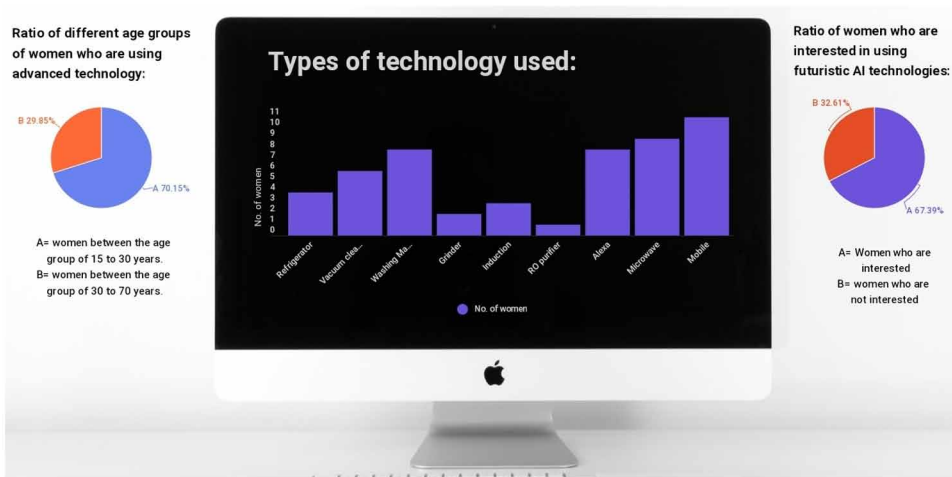 Ratio of different age groups
of women who are using
advanced technology:
B 29.85%
A 70.15%
A= women between the age
group of 15 to 30 years.
B= women between the age
group of 30 to 70 years.
Types of technology used:
No. of women
11
10
9
8
7
6
5
4
3
2
1
0
Refrigerator
Vacuum clea...
Washing Ma...
Grinder
Induction
RO purifier
Alexa
Microwave
Mobile
No. of women
Ratio of women who are
interested in using
futuristic AI technologies:
B 32.61%
A 67.39%
A= Women who are
interested
B= women who are
not interested